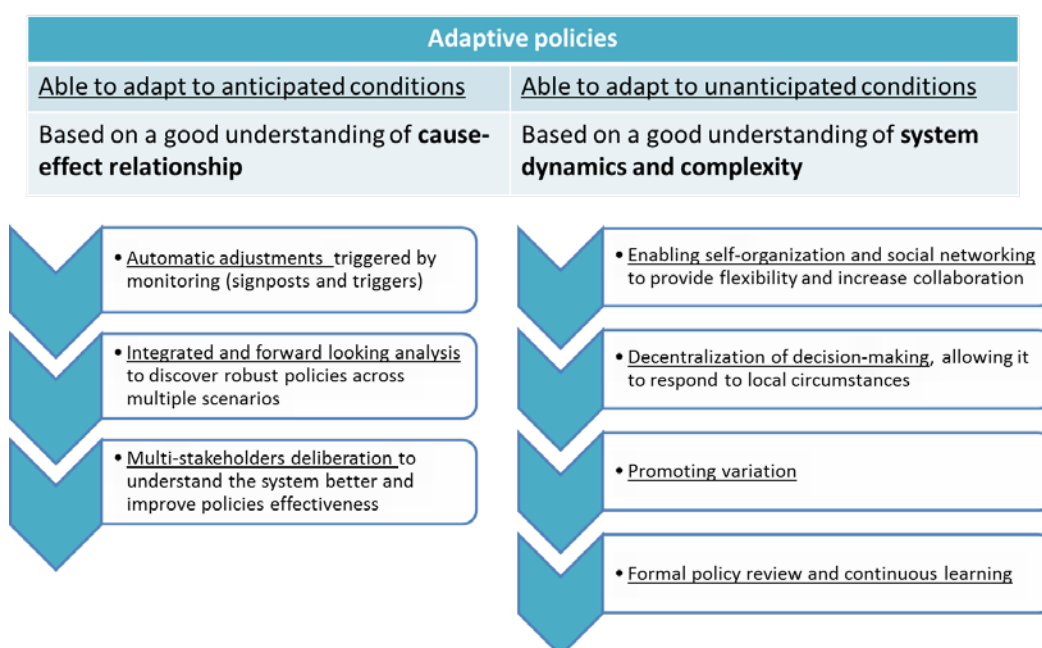 Adaptive policies
Able to adapt to anticipated conditions
Able to adapt to unanticipated conditions
Based on a good understanding of cause-
effect relationship
Based on a good understanding of system
dynamics and complexity
• Automatic adjustments triggered by
monitoring (signposts and triggers)
• Integrated and forward looking analysis
to discover robust policies across
multiple scenarios
• Multi-stakeholders deliberation to
understand the system better and
improve policies effectiveness
• Enabling self-organization and social networking
to provide flexibility and increase collaboration
• Decentralization of decision-making, allowing it
to respond to local circumstances
• Promoting variation
• Formal policy review and continuous learning